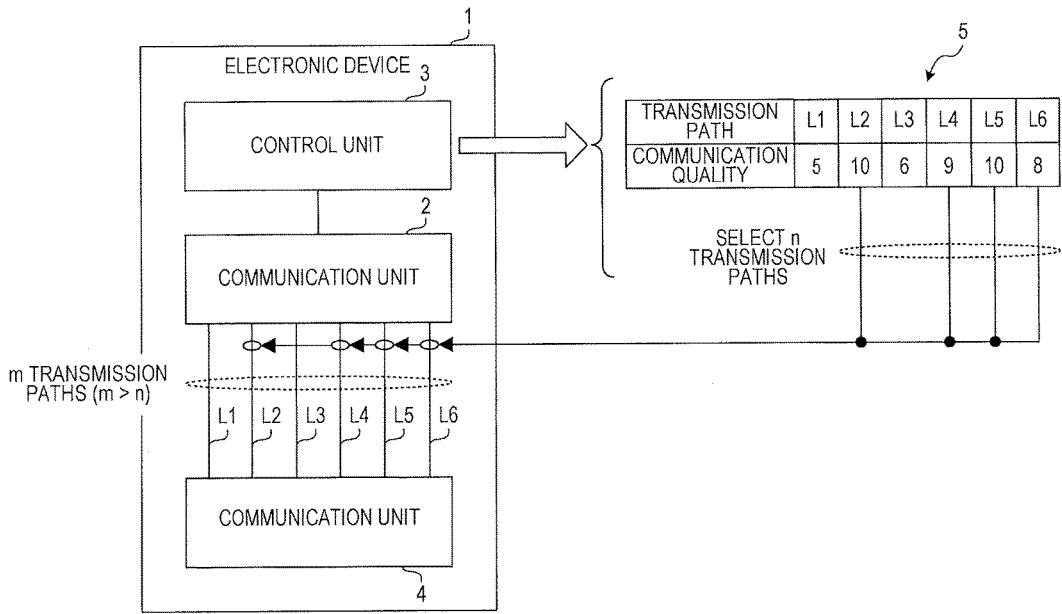 1
5
ELECTRONIC DEVICE
3
CONTROL UNIT
TRANSMISSION PATH L1 L2 L3 L4 L5 L6
COMMUNICATION QUALITY 5 10 6 9 10 8
2
COMMUNICATION UNIT
SELECT n
TRANSMISSION
PATHS
m TRANSMISSION
PATHS (m > n)
L1 L2 L3 L4 L5 L6
COMMUNICATION UNIT
4